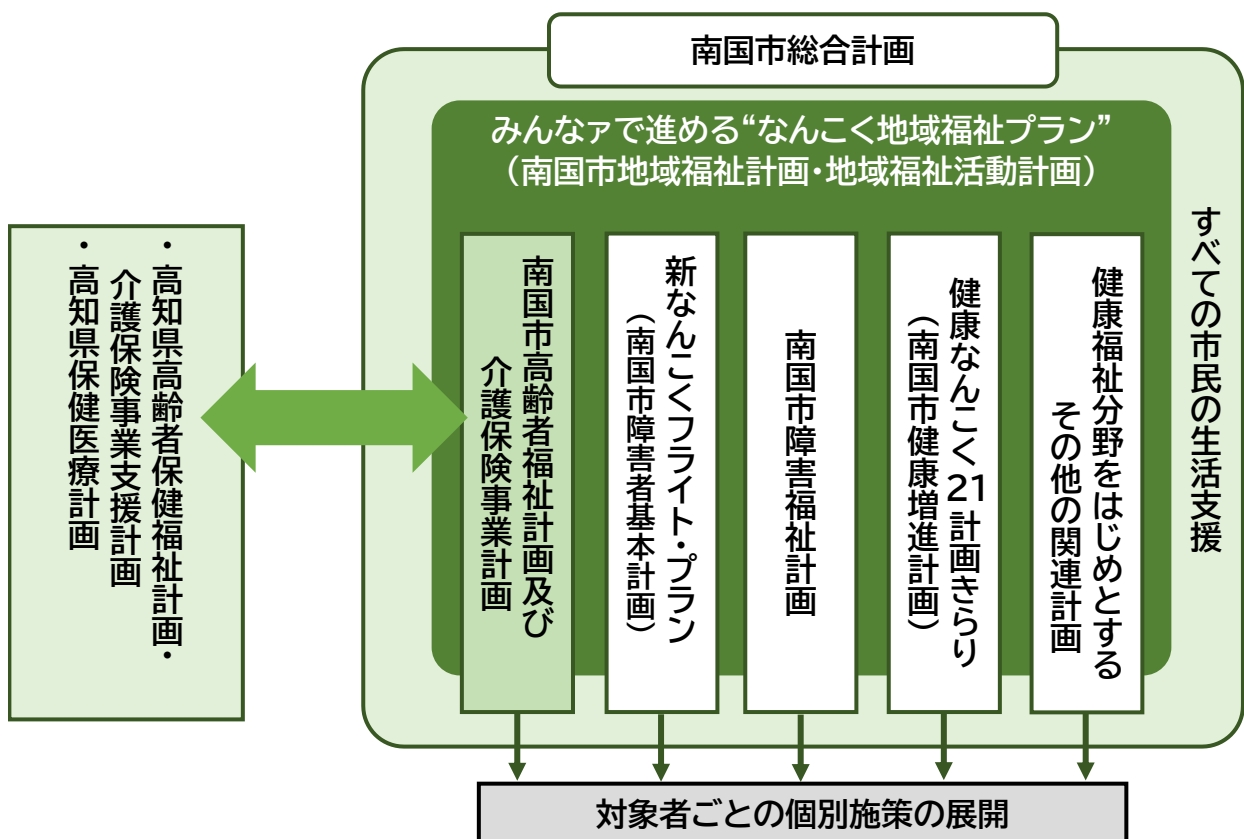 南国市総合計画
みんなァで進める“なんこく地域福祉プラン”
（南国市地域福祉計画・地域福祉活動計画）
すべての市民の生活支援
健康福祉分野をはじめとする
その他の関連計画
健康なんこく21計画きらり
（南国市健康増進計画）
南国市障害福祉計画
新なんこくフライト・プラン
（南国市障害者基本計画）
南国市高齢者福祉計画及び
介護保険事業計画
・高知県高齢者保健福祉計画・
介護保険事業支援計画
・高知県保健医療計画
対象者ごとの個別施策の展開